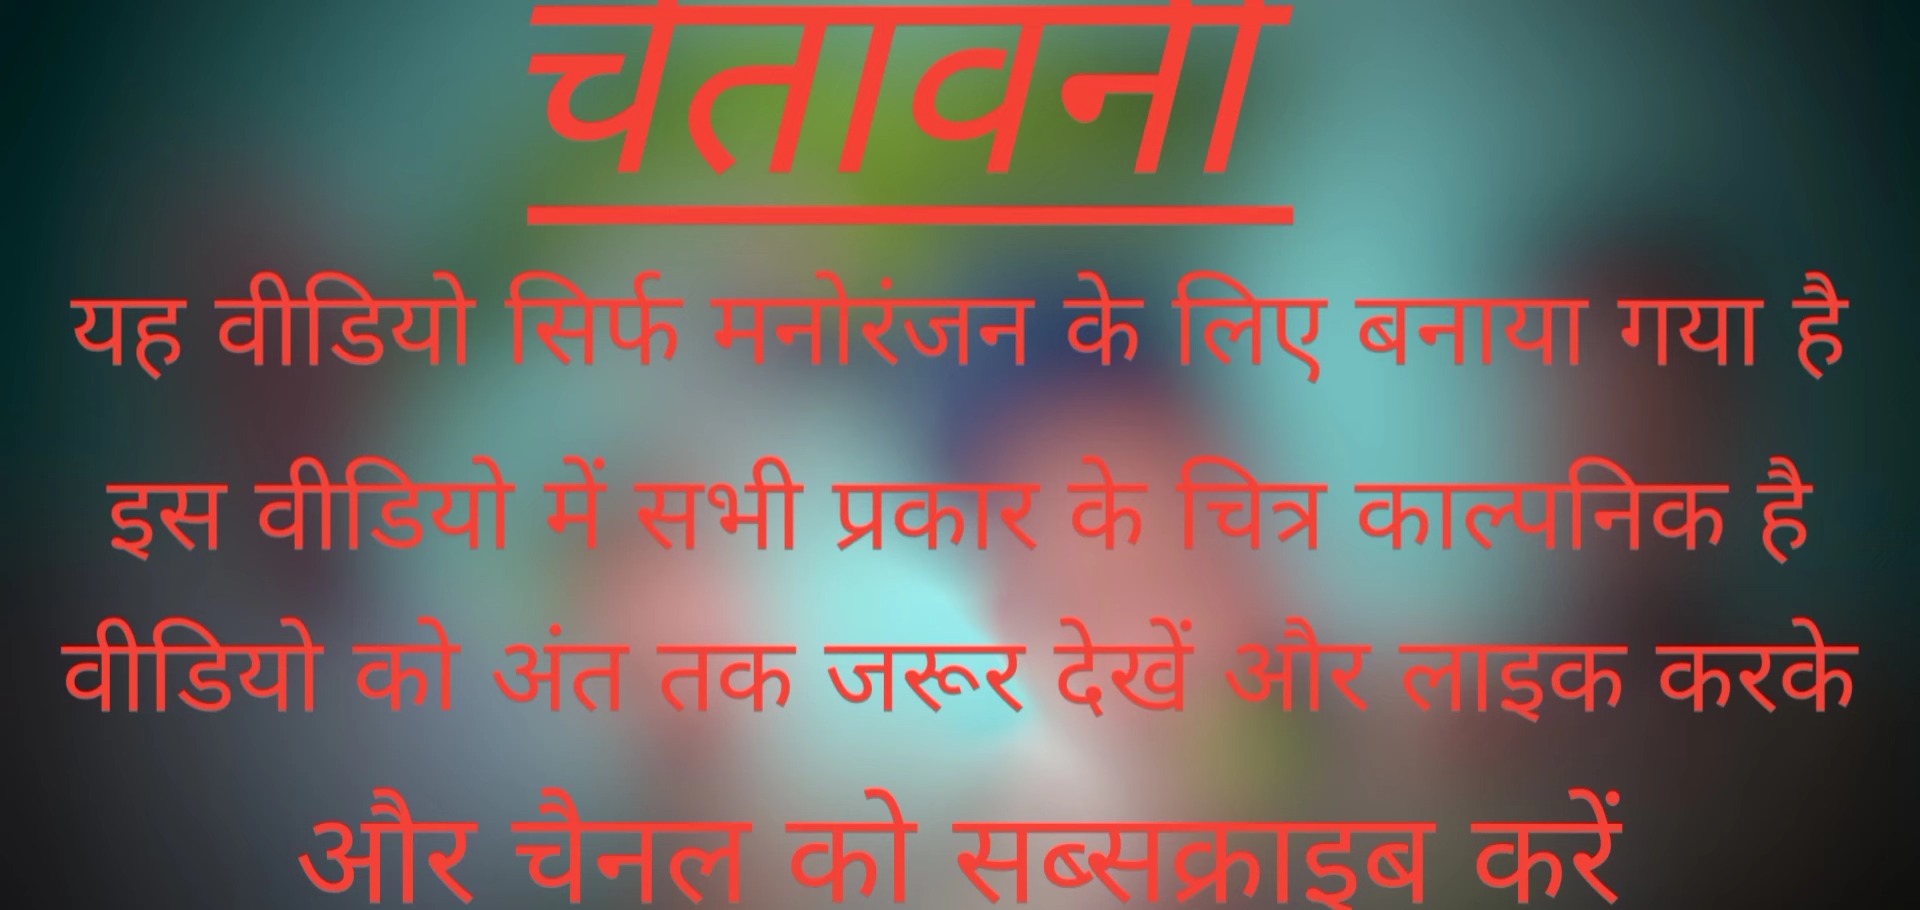 चेतावनी
यह वीडियो सिर्फ मनोरंजन के लिए बनाया गया है
इस वीडियो में सभी प्रकार के चित्र काल्पनिक है
वीडियो को अंत तक जरूर देखें और लाइक करके
और चैनल को सब्सक्राइब करें